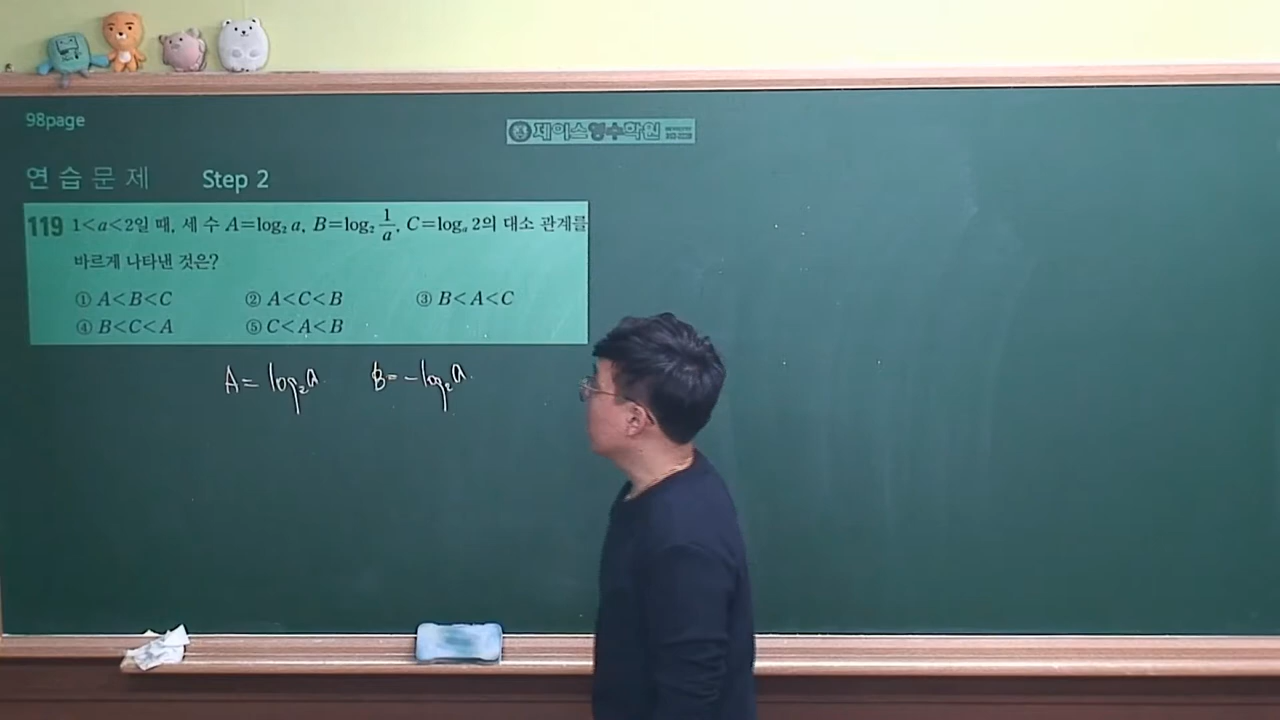 98page
제이스영수학원
연습문제 Step 2
119 1<a<2일 때, 세 수 A=log₂ a, B=log₂ 1/a, C=logₐ 2의 대소 관계를
바르게 나타낸 것은?
① A<B<C ② A<C<B ③ B<A<C
④ B<C<A ⑤ C<A<B
A = log₂a B = -log₂a